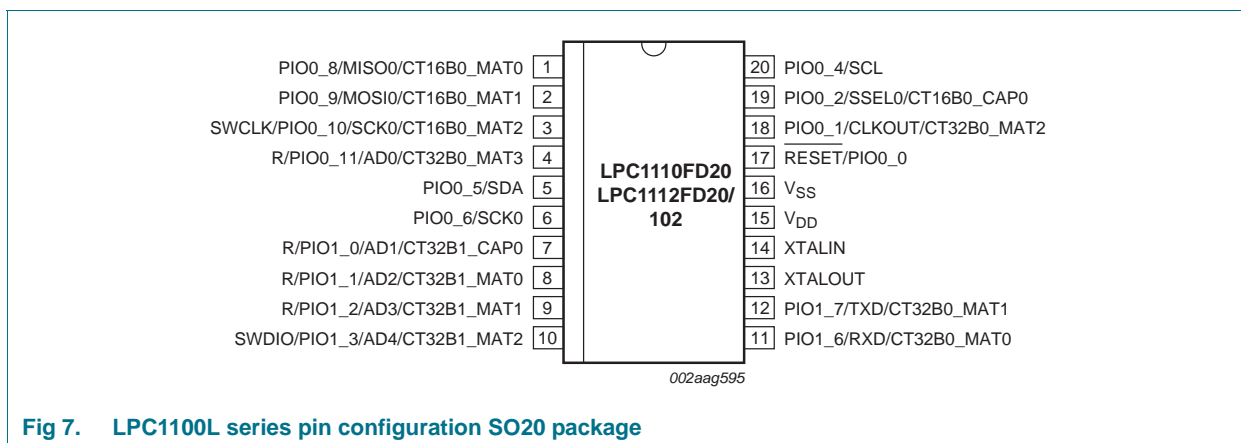 PIO0_8/MISO0/CT16B0_MAT0 1
PIO0_9/MOSI0/CT16B0_MAT1 2
SWCLK/PIO0_10/SCK0/CT16B0_MAT2 3
R/PIO0_11/AD0/CT32B0_MAT3 4
PIO0_5/SDA 5
PIO0_6/SCK0 6
R/PIO1_0/AD1/CT32B1_CAP0 7
R/PIO1_1/AD2/CT32B1_MAT0 8
R/PIO1_2/AD3/CT32B1_MAT1 9
SWDIO/PIO1_3/AD4/CT32B1_MAT2 10
LPC1110FD20
LPC1112FD20/
102
20 PIO0_4/SCL
19 PIO0_2/SSEL0/CT16B0_CAP0
18 PIO0_1/CLKOUT/CT32B0_MAT2
17 RESET/PIO0_0
16 VSS
15 VDD
14 XTALIN
13 XTALOUT
12 PIO1_7/TXD/CT32B0_MAT1
11 PIO1_6/RXD/CT32B0_MAT0
002aag595
Fig 7. LPC1100L series pin configuration SO20 package